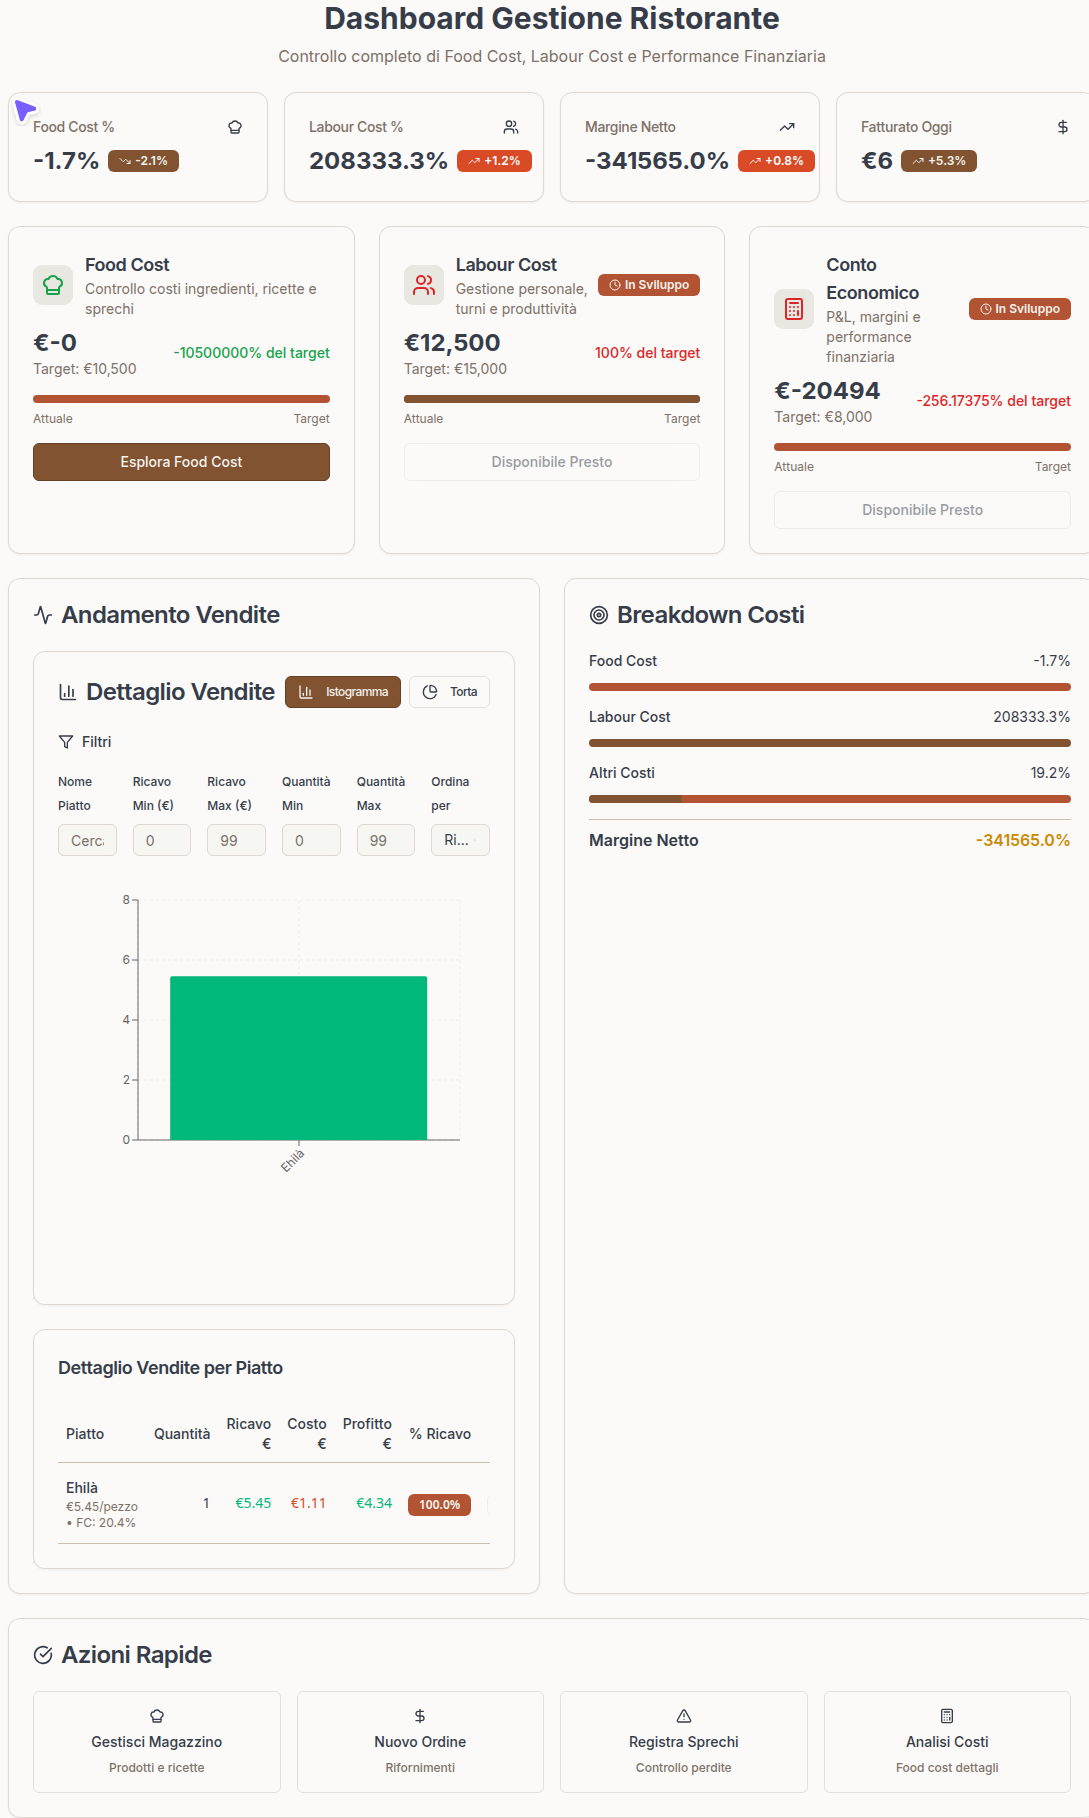 Dashboard Gestione Ristorante
Controllo completo di Food Cost, Labour Cost e Performance Finanziaria
Food Cost %
-1.7% -2.1%
Labour Cost %
208333.3% +1.2%
Margine Netto
-341565.0% +0.8%
Fatturato Oggi
€6 +5.3%
Food Cost
Controllo costi ingredienti, ricette e
sprechi
€-0
Target: €10,500
-10500000% del target
Attuale Target
Esplora Food Cost
Labour Cost
Gestione personale,
turni e produttività
In Sviluppo
€12,500
Target: €15,000
100% del target
Attuale Target
Disponibile Presto
Conto
Economico
P&L, margini e
performance
finanziaria
In Sviluppo
€-20494
Target: €8,000
-256.17375% del target
Attuale Target
Disponibile Presto
Andamento Vendite
Dettaglio Vendite Istogramma Torta
Filtri
Nome
Piatto
Ricavo
Min (€)
Ricavo
Max (€)
Quantità
Min
Quantità
Max
Ordina
per
Cerc 0 99 0 99 Ri...
8
6
4
2
0
Ehilà
Dettaglio Vendite per Piatto
Piatto Quantità Ricavo € Costo € Profitto € % Ricavo
Ehilà
€5.45/pezzo
• FC: 20.4%
1 €5.45 €1.11 €4.34 100.0%
Breakdown Costi
Food Cost -1.7%
Labour Cost 208333.3%
Altri Costi 19.2%
Margine Netto -341565.0%
Azioni Rapide
Gestisci Magazzino
Prodotti e ricette
Nuovo Ordine
Rifornimenti
Registra Sprechi
Controllo perdite
Analisi Costi
Food cost dettagli